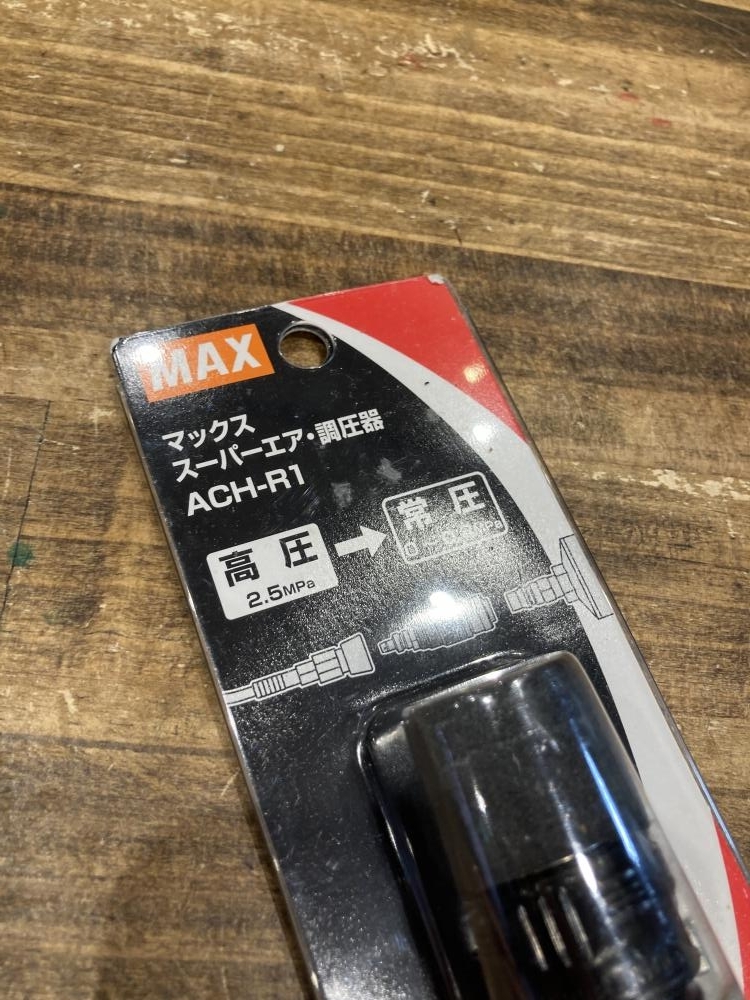 MAX
マックス
スーパーエア・調圧器
ACH-R1
高圧
2.5MPa
常圧